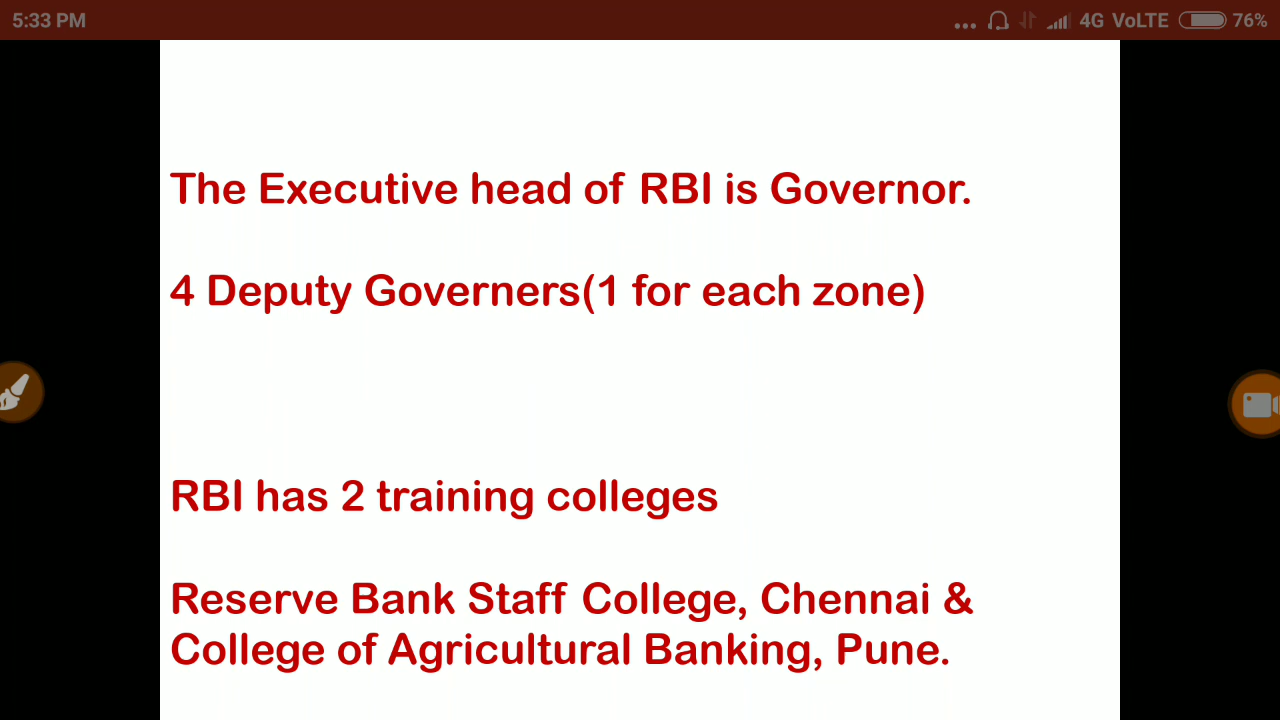 5:33 PM
... 4G VoLTE 76%
The Executive head of RBI is Governor.
4 Deputy Governers(1 for each zone)
RBI has 2 training colleges
Reserve Bank Staff College, Chennai &
College of Agricultural Banking, Pune.